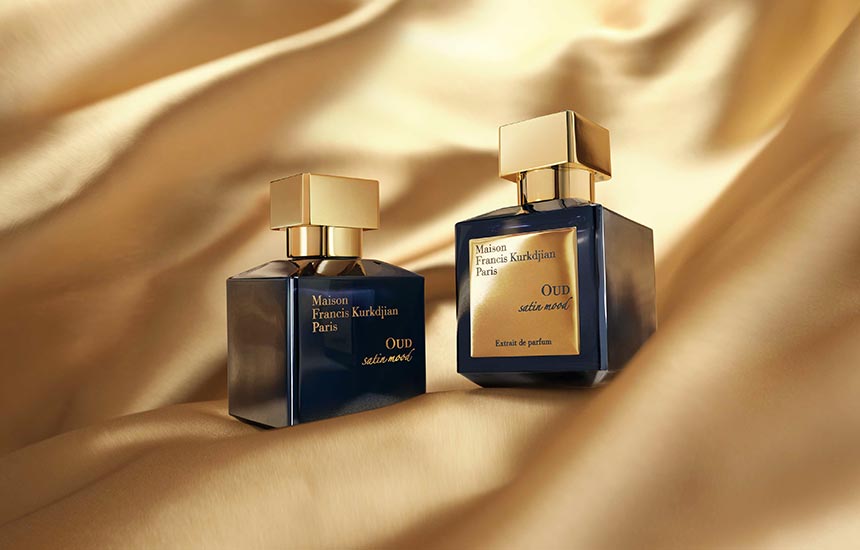 Maison
Francis Kurkdjian
Paris
OUD
satin mood
Maison
Francis Kurkdjian
Paris
OUD
satin mood
Extrait de parfum